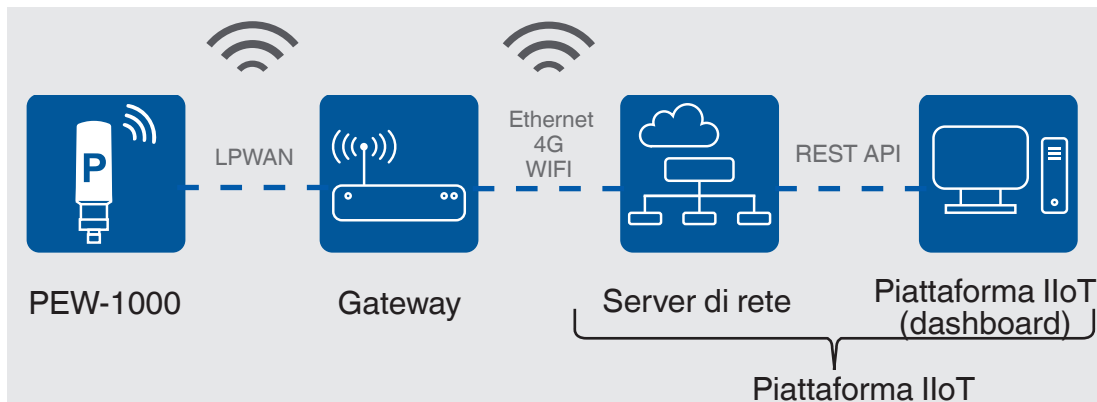 P
LPWAN
Ethernet
4G
WIFI
REST API
PEW-1000
Gateway
Server di rete
Piattaforma IIoT
(dashboard)
Piattaforma IIoT